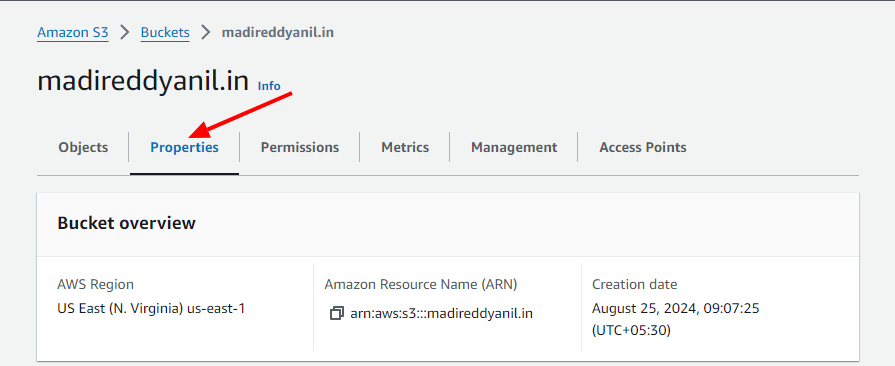 Amazon S3 > Buckets > madireddyanil.in
madireddyanil.in Info
Objects Properties Permissions Metrics Management Access Points
Bucket overview
AWS Region
US East (N. Virginia) us-east-1
Amazon Resource Name (ARN)
arn:aws:s3:::madireddyanil.in
Creation date
August 25, 2024, 09:07:25
(UTC+05:30)